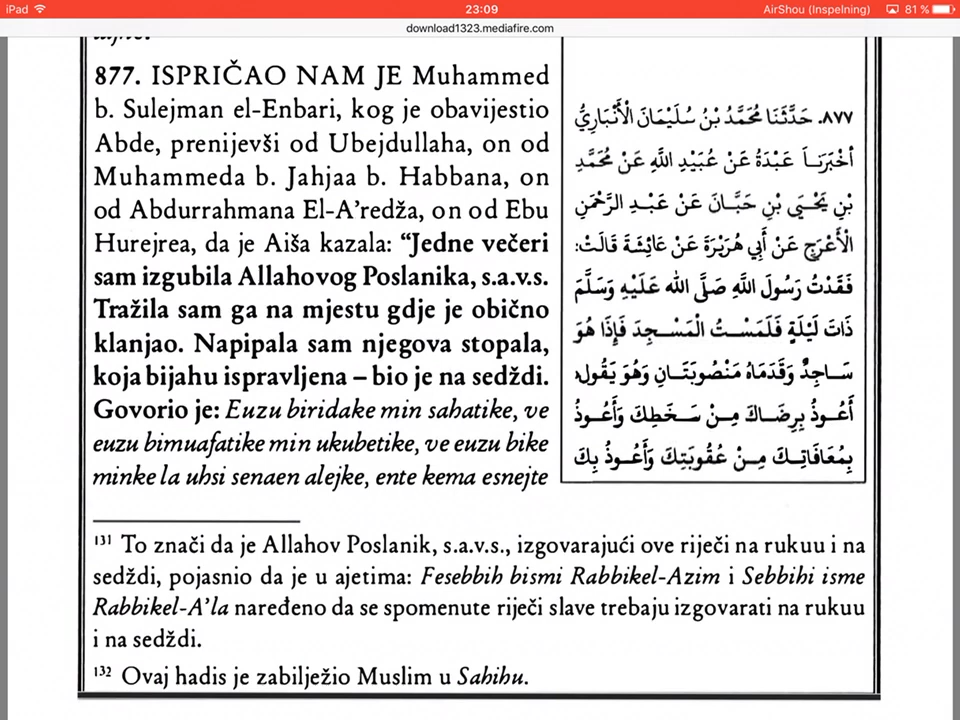 iPad 23:09 AirShou (Inspelning) 81 %
download1323.mediafire.com
877. ISPRIČAO NAM JE Muhammed
b. Sulejman el-Enbari, kog je obavijestio
Abde, prenijevši od Ubejdullaha, on od
Muhammeda b. Jahjaa b. Habbana, on
od Abdurrahmana El-A’redža, on od Ebu
Hurejrea, da je Aiša kazala: “Jedne večeri
sam izgubila Allahovog Poslanika, s.a.v.s.
Tražila sam ga na mjestu gdje je obično
klanjao. Napipala sam njegova stopala,
koja bijahu ispravljena – bio je na sedždi.
Govorio je: Euzu biridake min sahatike, ve
euzu bimuafatike min ukubetike, ve euzu bike
minke la uhsi senaen alejke, ente kema esnejte
٨٧٧. حَدَّثَنَا مُحَمَّدُ بْنُ سُلَيْمَانَ الْأَنْبَارِيُّ
أَخْبَرَنَا عَبْدَةُ عَنْ عُبَيْدِ اللَّهِ عَنْ مُحَمَّدِ
بْنِ يَحْيَى بْنِ حَبَّانَ عَنْ عَبْدِ الرَّحْمَنِ
الْأَعْرَجِ عَنْ أَبِي هُرَيْرَةَ عَنْ عَائِشَةَ قَالَتْ:
فَقَدْتُ رَسُولَ اللَّهِ صَلَّى الله عَلَيْهِ وَسَلَّمَ
ذَاتَ لَيْلَةٍ فَلَمَسْتُ الْمَسْجِدَ فَإِذَا هُوَ
سَاجِدٌ وَقَدَمَاهُ مَنْصُوبَتَانِ وَهُوَ يَقُولُ
أَعُوذُ بِرِضَاكَ مِنْ سَخَطِكَ وَأَعُوذُ
بِمُعَافَاتِكَ مِنْ عُقُوبَتِكَ وَأَعُوذُ بِكَ
131 To znači da je Allahov Poslanik, s.a.v.s., izgovarajući ove riječi na rukuu i na
sedždi, pojasnio da je u ajetima: Fesebbih bismi Rabbikel-Azim i Sebbihi isme
Rabbikel-A’la naređeno da se spomenute riječi slave trebaju izgovarati na rukuu
i na sedždi.
132 Ovaj hadis je zabilježio Muslim u Sahihu.